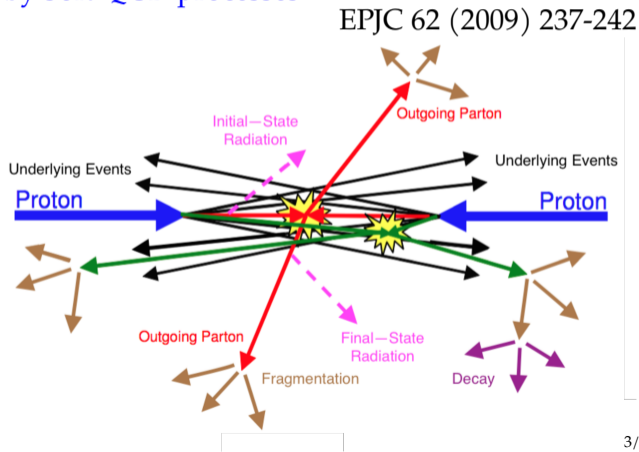 EPJC 62 (2009) 237-242
Outgoing Parton
Initial—State
Radiation
Underlying Events
Underlying Events
Proton
Proton
Outgoing Parton
Final—State
Radiation
Fragmentation
Decay
3/